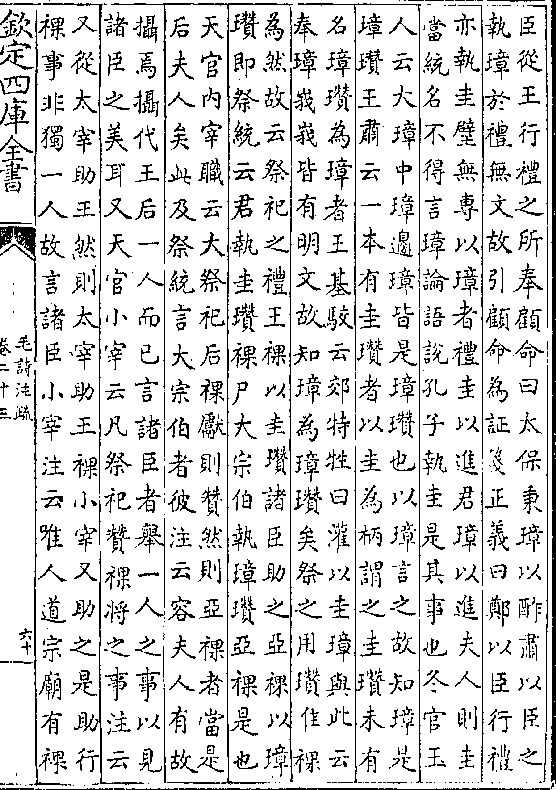 臣從王行禮之所奉顧命曰太保秉璋以酢肅以臣之
執璋於禮無文故引顧命為証箋正義曰鄭以臣行禮
亦執圭璧無專以璋者禮圭以進君璋以進夫人則圭
當統名不得言璋論語說孔子執圭是其事也冬官玉
人云大璋中璋邊璋皆是璋瓚也以璋言之故知璋是
璋瓚王肅云一本有圭瓚者以圭為柄謂之圭瓚未有
名璋瓚為璋者王基駁云郊特牲曰灌以圭璋與此云
奉璋峩峩皆有明文故知璋為璋瓚矣祭之用瓚惟祼
為然故云祭祀之禮王祼以圭瓚諸臣助之亞祼以璋
瓚即祭統云君執圭瓚祼尸大宗伯執璋瓚亞祼是也
天官內宰職云大祭祀后祼獻則贊然則亞祼者當是
后夫人矣此及祭統言大宗伯者彼注云容夫人有故
攝焉攝代王后一人而已言諸臣者舉一人之事以見
諸臣之美耳又天官小宰云凡祭祀贊祼將之事注云
又從太宰助王然則太宰助王祼小宰又助之是助行
祼事非獨一人故言諸臣小宰注云唯人道宗廟有祼
欽定四庫全書
毛詩注疏
卷二十三
六十